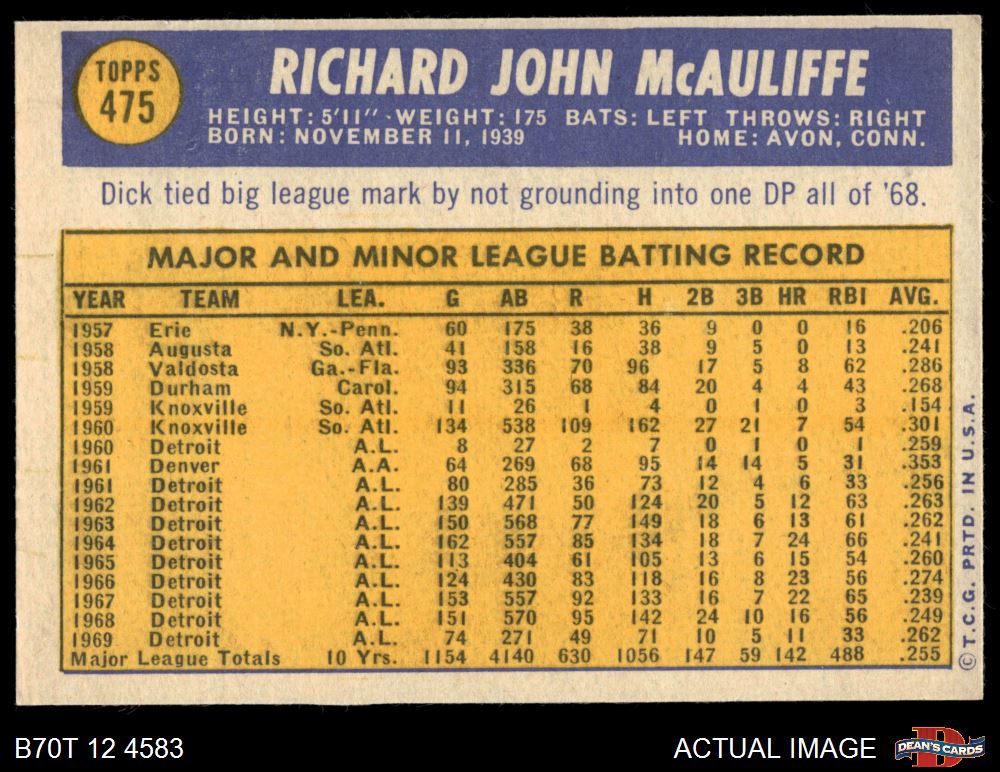 TOPPS
475
RICHARD JOHN McAULIFFE
HEIGHT: 5'11" · WEIGHT: 175 BATS: LEFT THROWS: RIGHT
BORN: NOVEMBER 11, 1939 HOME: AVON, CONN.
Dick tied big league mark by not grounding into one DP all of '68.
MAJOR AND MINOR LEAGUE BATTING RECORD
YEAR TEAM LEA. G AB R H 2B 3B HR RBI AVG.
1957 Erie N.Y.-Penn. 60 175 38 36 9 0 0 16 .206
1958 Augusta So. Atl. 41 158 16 38 9 5 0 13 .241
1958 Valdosta Ga.-Fla. 93 336 70 96 17 5 8 62 .286
1959 Durham Carol. 94 315 68 84 20 4 4 43 .268
1959 Knoxville So. Atl. 11 26 1 4 0 1 0 3 .154
1960 Knoxville So. Atl. 134 538 109 162 27 21 7 54 .301
1960 Detroit A.L. 8 27 2 7 0 1 0 1 .259
1961 Denver A.A. 64 269 68 95 14 14 5 31 .353
1961 Detroit A.L. 80 285 36 73 12 4 6 33 .256
1962 Detroit A.L. 139 471 50 124 20 5 12 63 .263
1963 Detroit A.L. 150 568 77 149 18 6 13 61 .262
1964 Detroit A.L. 162 557 85 134 18 7 24 66 .241
1965 Detroit A.L. 113 404 61 105 13 6 15 54 .260
1966 Detroit A.L. 124 430 83 118 16 8 23 56 .274
1967 Detroit A.L. 153 557 92 133 16 7 22 65 .239
1968 Detroit A.L. 151 570 95 142 24 10 16 56 .249
1969 Detroit A.L. 74 271 49 71 10 5 11 33 .262
Major League Totals 10 Yrs. 1154 4140 630 1056 147 59 142 488 .255
© T.C.G. PRTD. IN U.S.A.
B70T 12 4583 ACTUAL IMAGE
DEAN'S CARDS